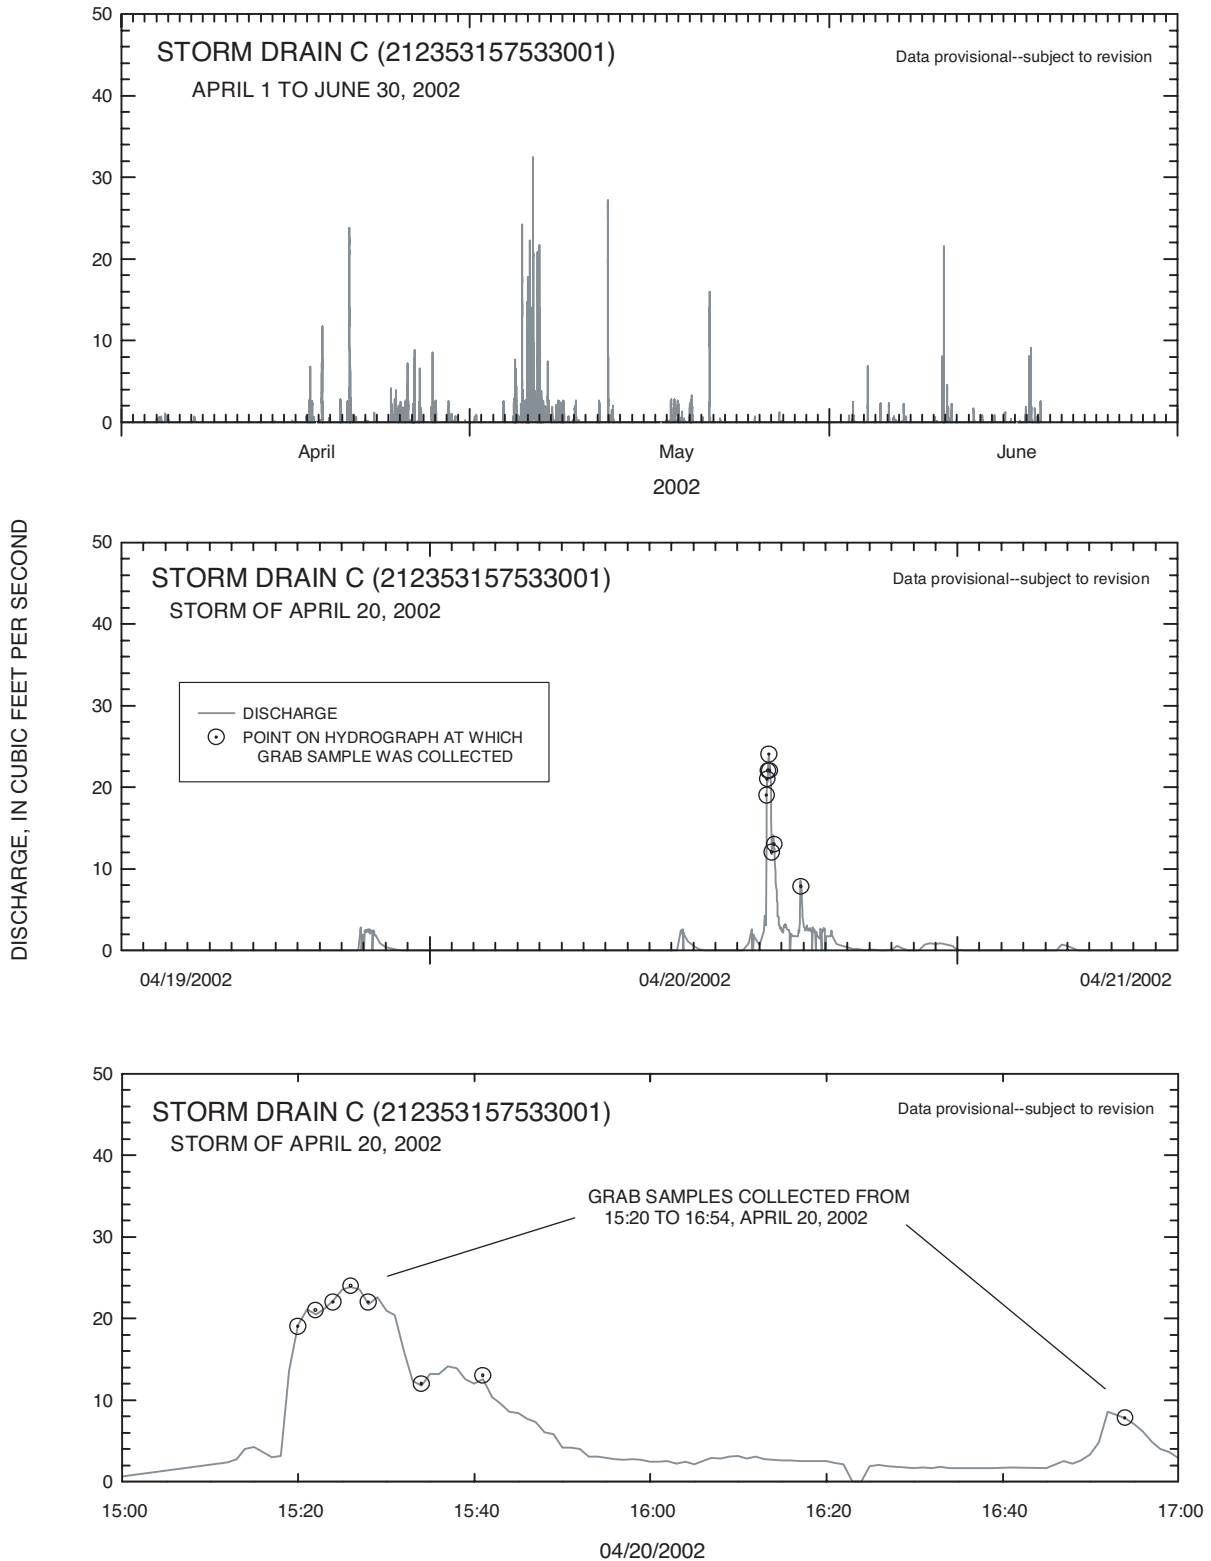 DISCHARGE, IN CUBIC FEET PER SECOND
50
40
30
20
10
0
STORM DRAIN C (212353157533001)
APRIL 1 TO JUNE 30, 2002
Data provisional--subject to revision
April May June
2002
50
40
30
20
10
0
STORM DRAIN C (212353157533001)
STORM OF APRIL 20, 2002
Data provisional--subject to revision
DISCHARGE
POINT ON HYDROGRAPH AT WHICH
GRAB SAMPLE WAS COLLECTED
04/19/2002 04/20/2002 04/21/2002
50
40
30
20
10
0
STORM DRAIN C (212353157533001)
STORM OF APRIL 20, 2002
Data provisional--subject to revision
GRAB SAMPLES COLLECTED FROM
15:20 TO 16:54, APRIL 20, 2002
15:00 15:20 15:40 16:00 16:20 16:40 17:00
04/20/2002